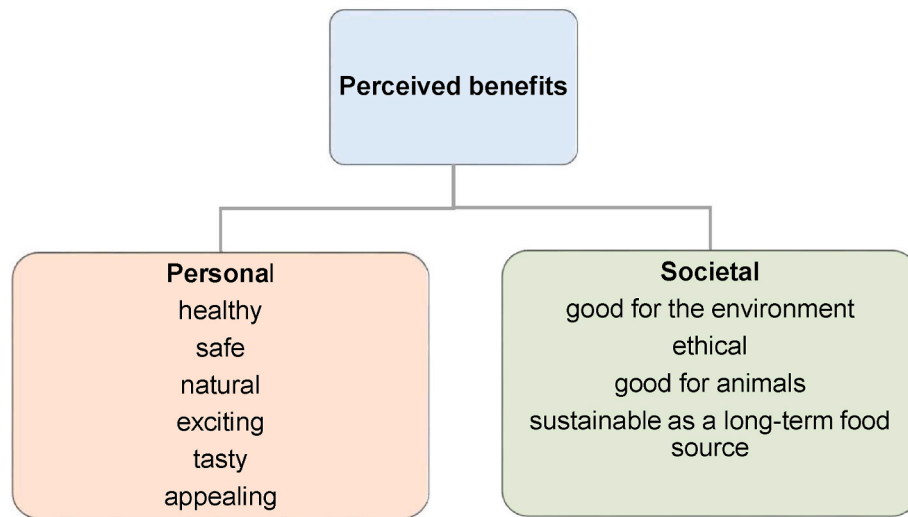 Perceived benefits
Personal
healthy
safe
natural
exciting
tasty
appealing
Societal
good for the environment
ethical
good for animals
sustainable as a long-term food
source